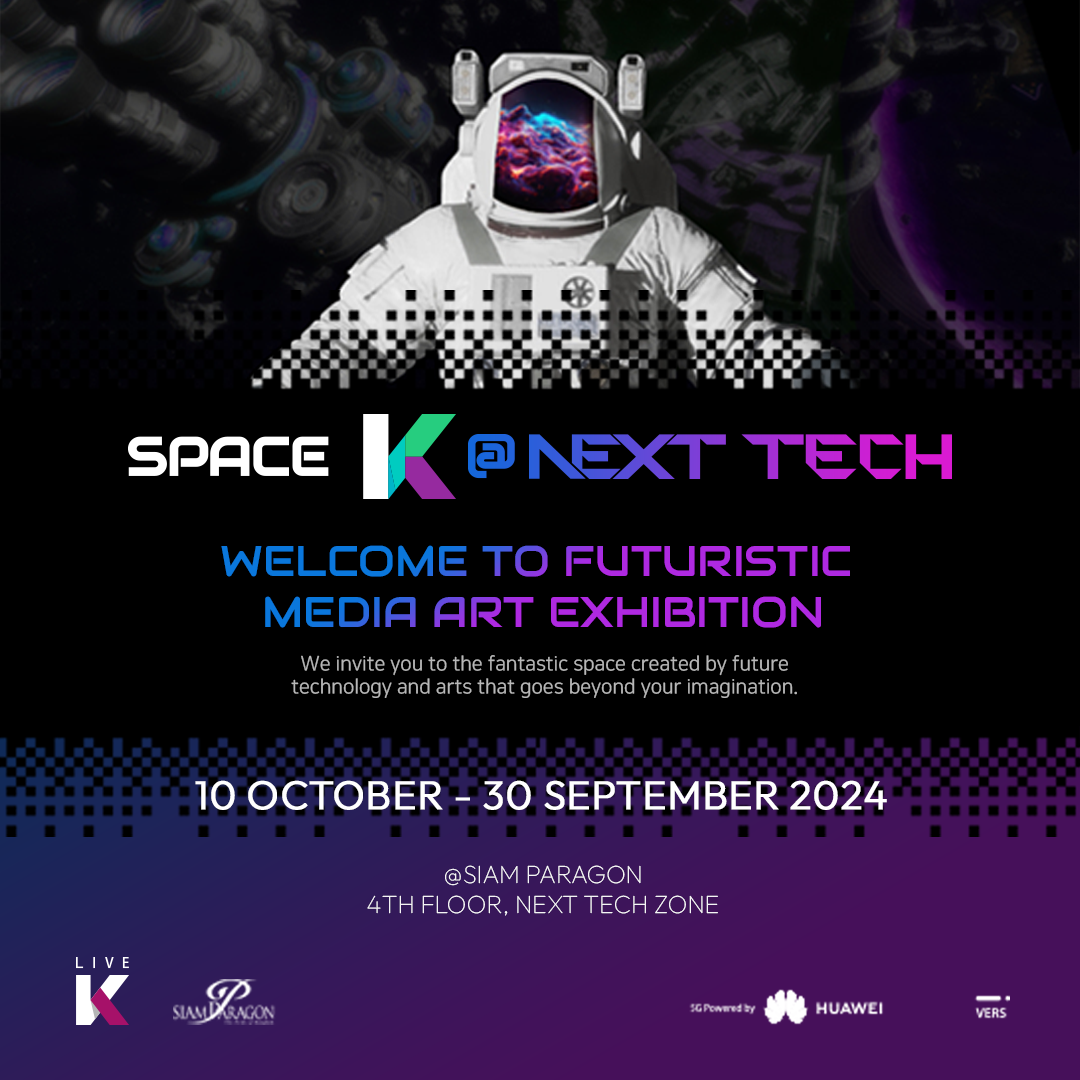 SPACE K @ NEXT TECH
WELCOME TO FUTURISTIC
MEDIA ART EXHIBITION
We invite you to the fantastic space created by future
technology and arts that goes beyond your imagination.
10 OCTOBER – 30 SEPTEMBER 2024
@SIAM PARAGON
4TH FLOOR, NEXT TECH ZONE
LIVE
K
SIAM PARAGON
5G Powered by HUAWEI
VERS